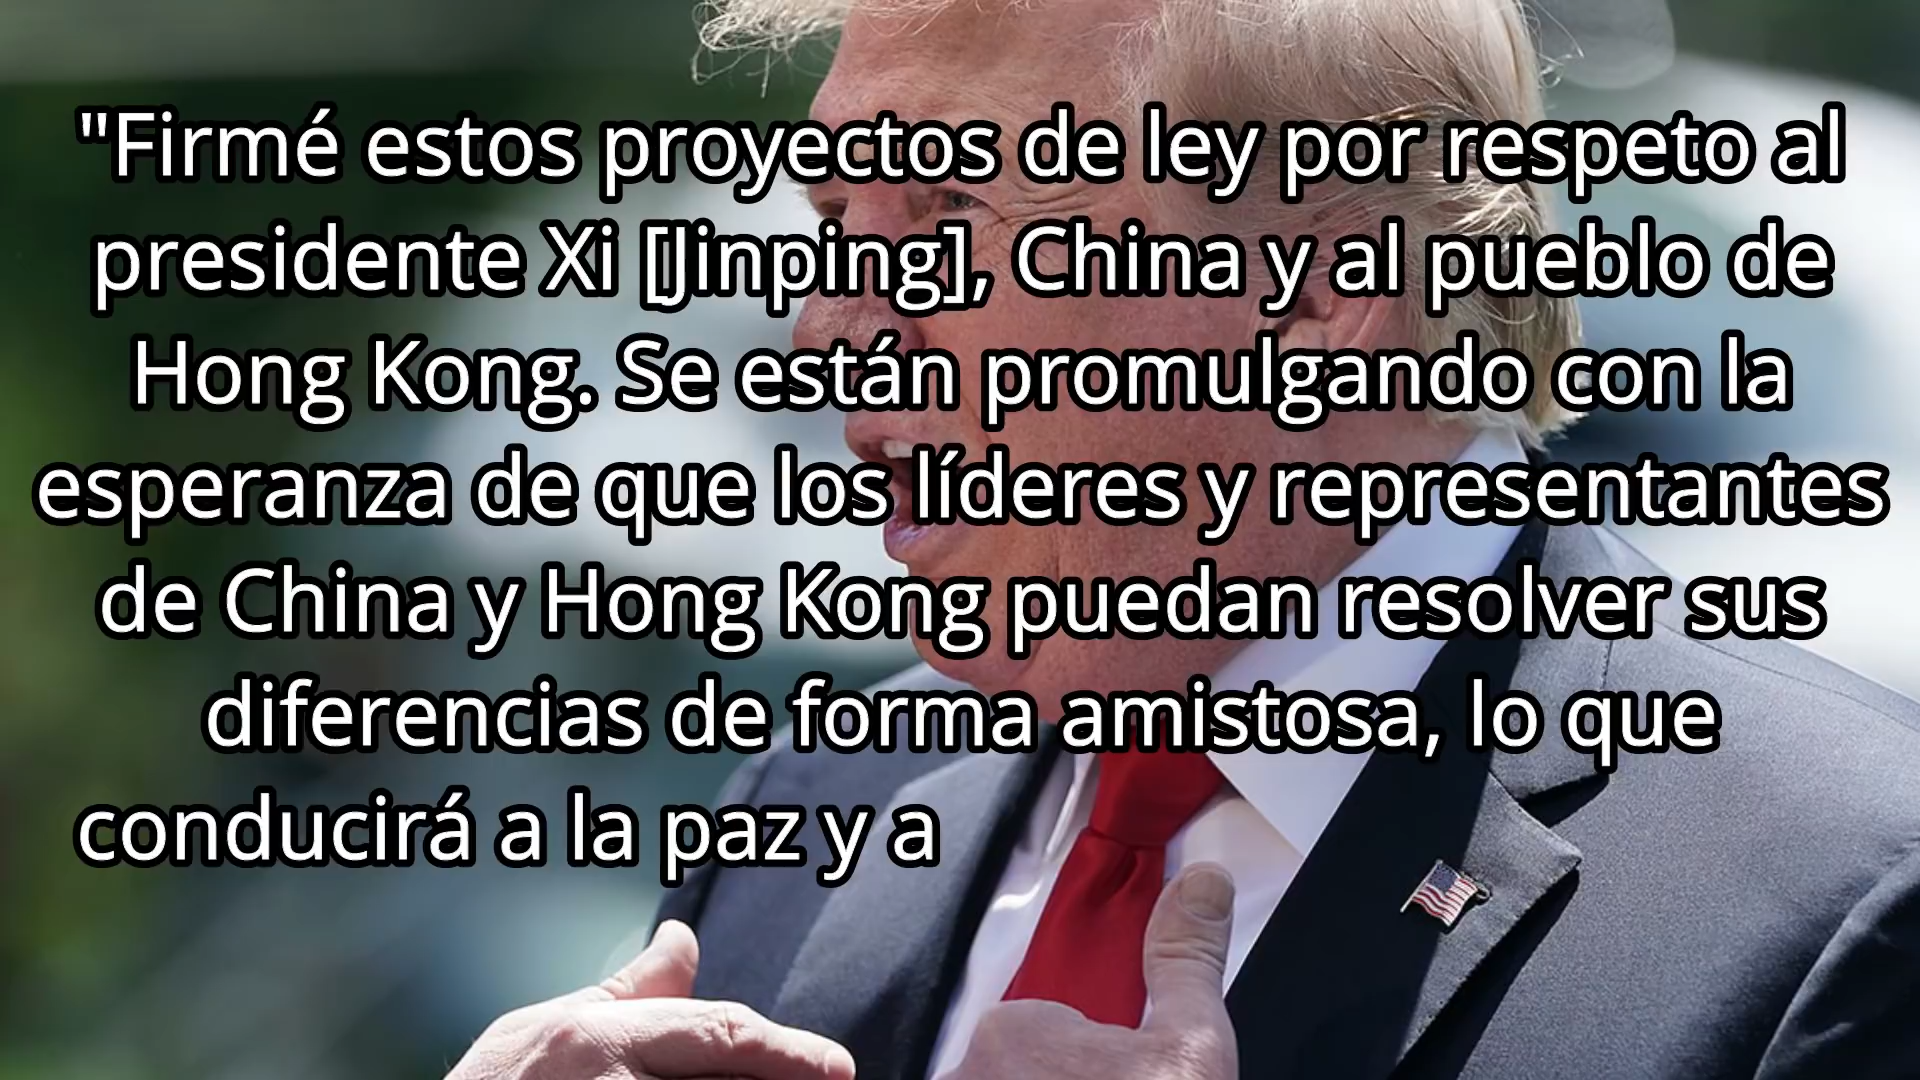 "Firmé estos proyectos de ley por respeto al
presidente Xi [Jinping], China y al pueblo de
Hong Kong. Se están promulgando con la
esperanza de que los líderes y representantes
de China y Hong Kong puedan resolver sus
diferencias de forma amistosa, lo que
conducirá a la paz y a